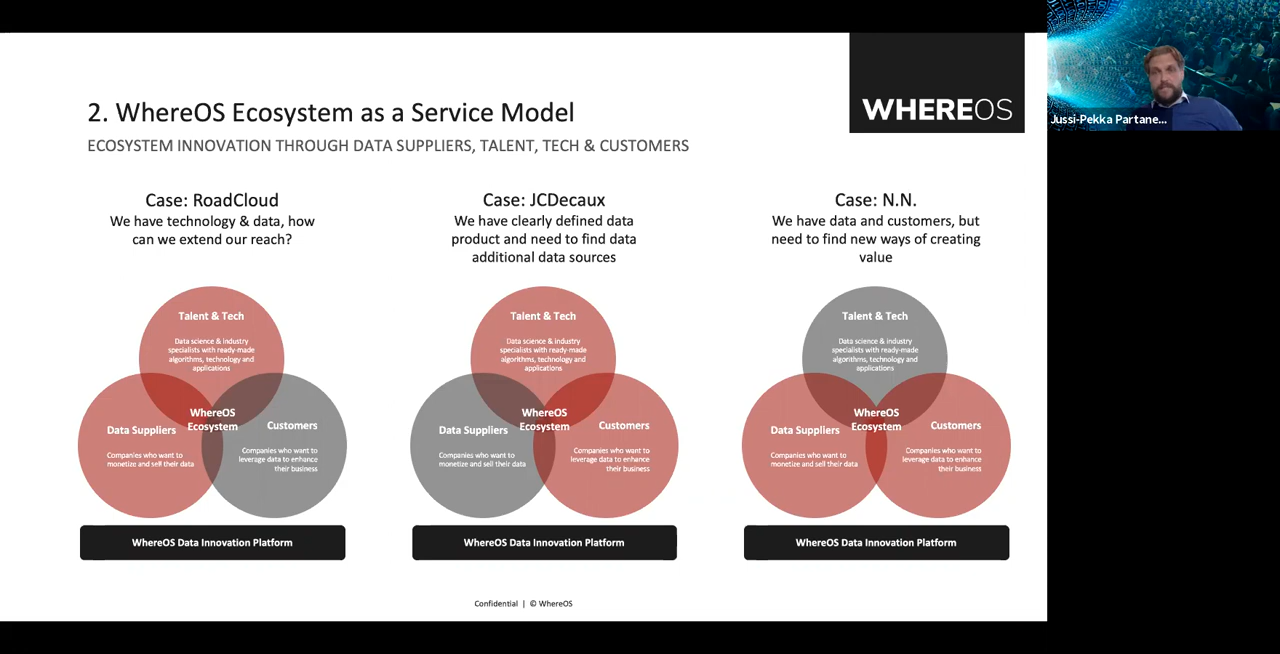 2. WhereOS Ecosystem as a Service Model
ECOSYSTEM INNOVATION THROUGH DATA SUPPLIERS, TALENT, TECH & CUSTOMERS
WHEREOS
Jussi-Pekka Partane...
Case: RoadCloud
We have technology & data, how
can we extend our reach?
Talent & Tech
Data science & industry
specialists with ready-made
algorithms, technology and
applications
WhereOS
Ecosystem
Data Suppliers
Companies who want to
monetize and sell their data
Customers
Companies who want to
leverage data to enhance
their business
WhereOS Data Innovation Platform
Case: JCDecaux
We have clearly defined data
product and need to find data
additional data sources
Talent & Tech
Data science & industry
specialists with ready-made
algorithms, technology and
applications
WhereOS
Ecosystem
Data Suppliers
Companies who want to
monetize and sell their data
Customers
Companies who want to
leverage data to enhance
their business
WhereOS Data Innovation Platform
Case: N.N.
We have data and customers, but
need to find new ways of creating
value
Talent & Tech
Data science & industry
specialists with ready-made
algorithms, technology and
applications
WhereOS
Ecosystem
Data Suppliers
Companies who want to
monetize and sell their data
Customers
Companies who want to
leverage data to enhance
their business
WhereOS Data Innovation Platform
Confidential | © WhereOS